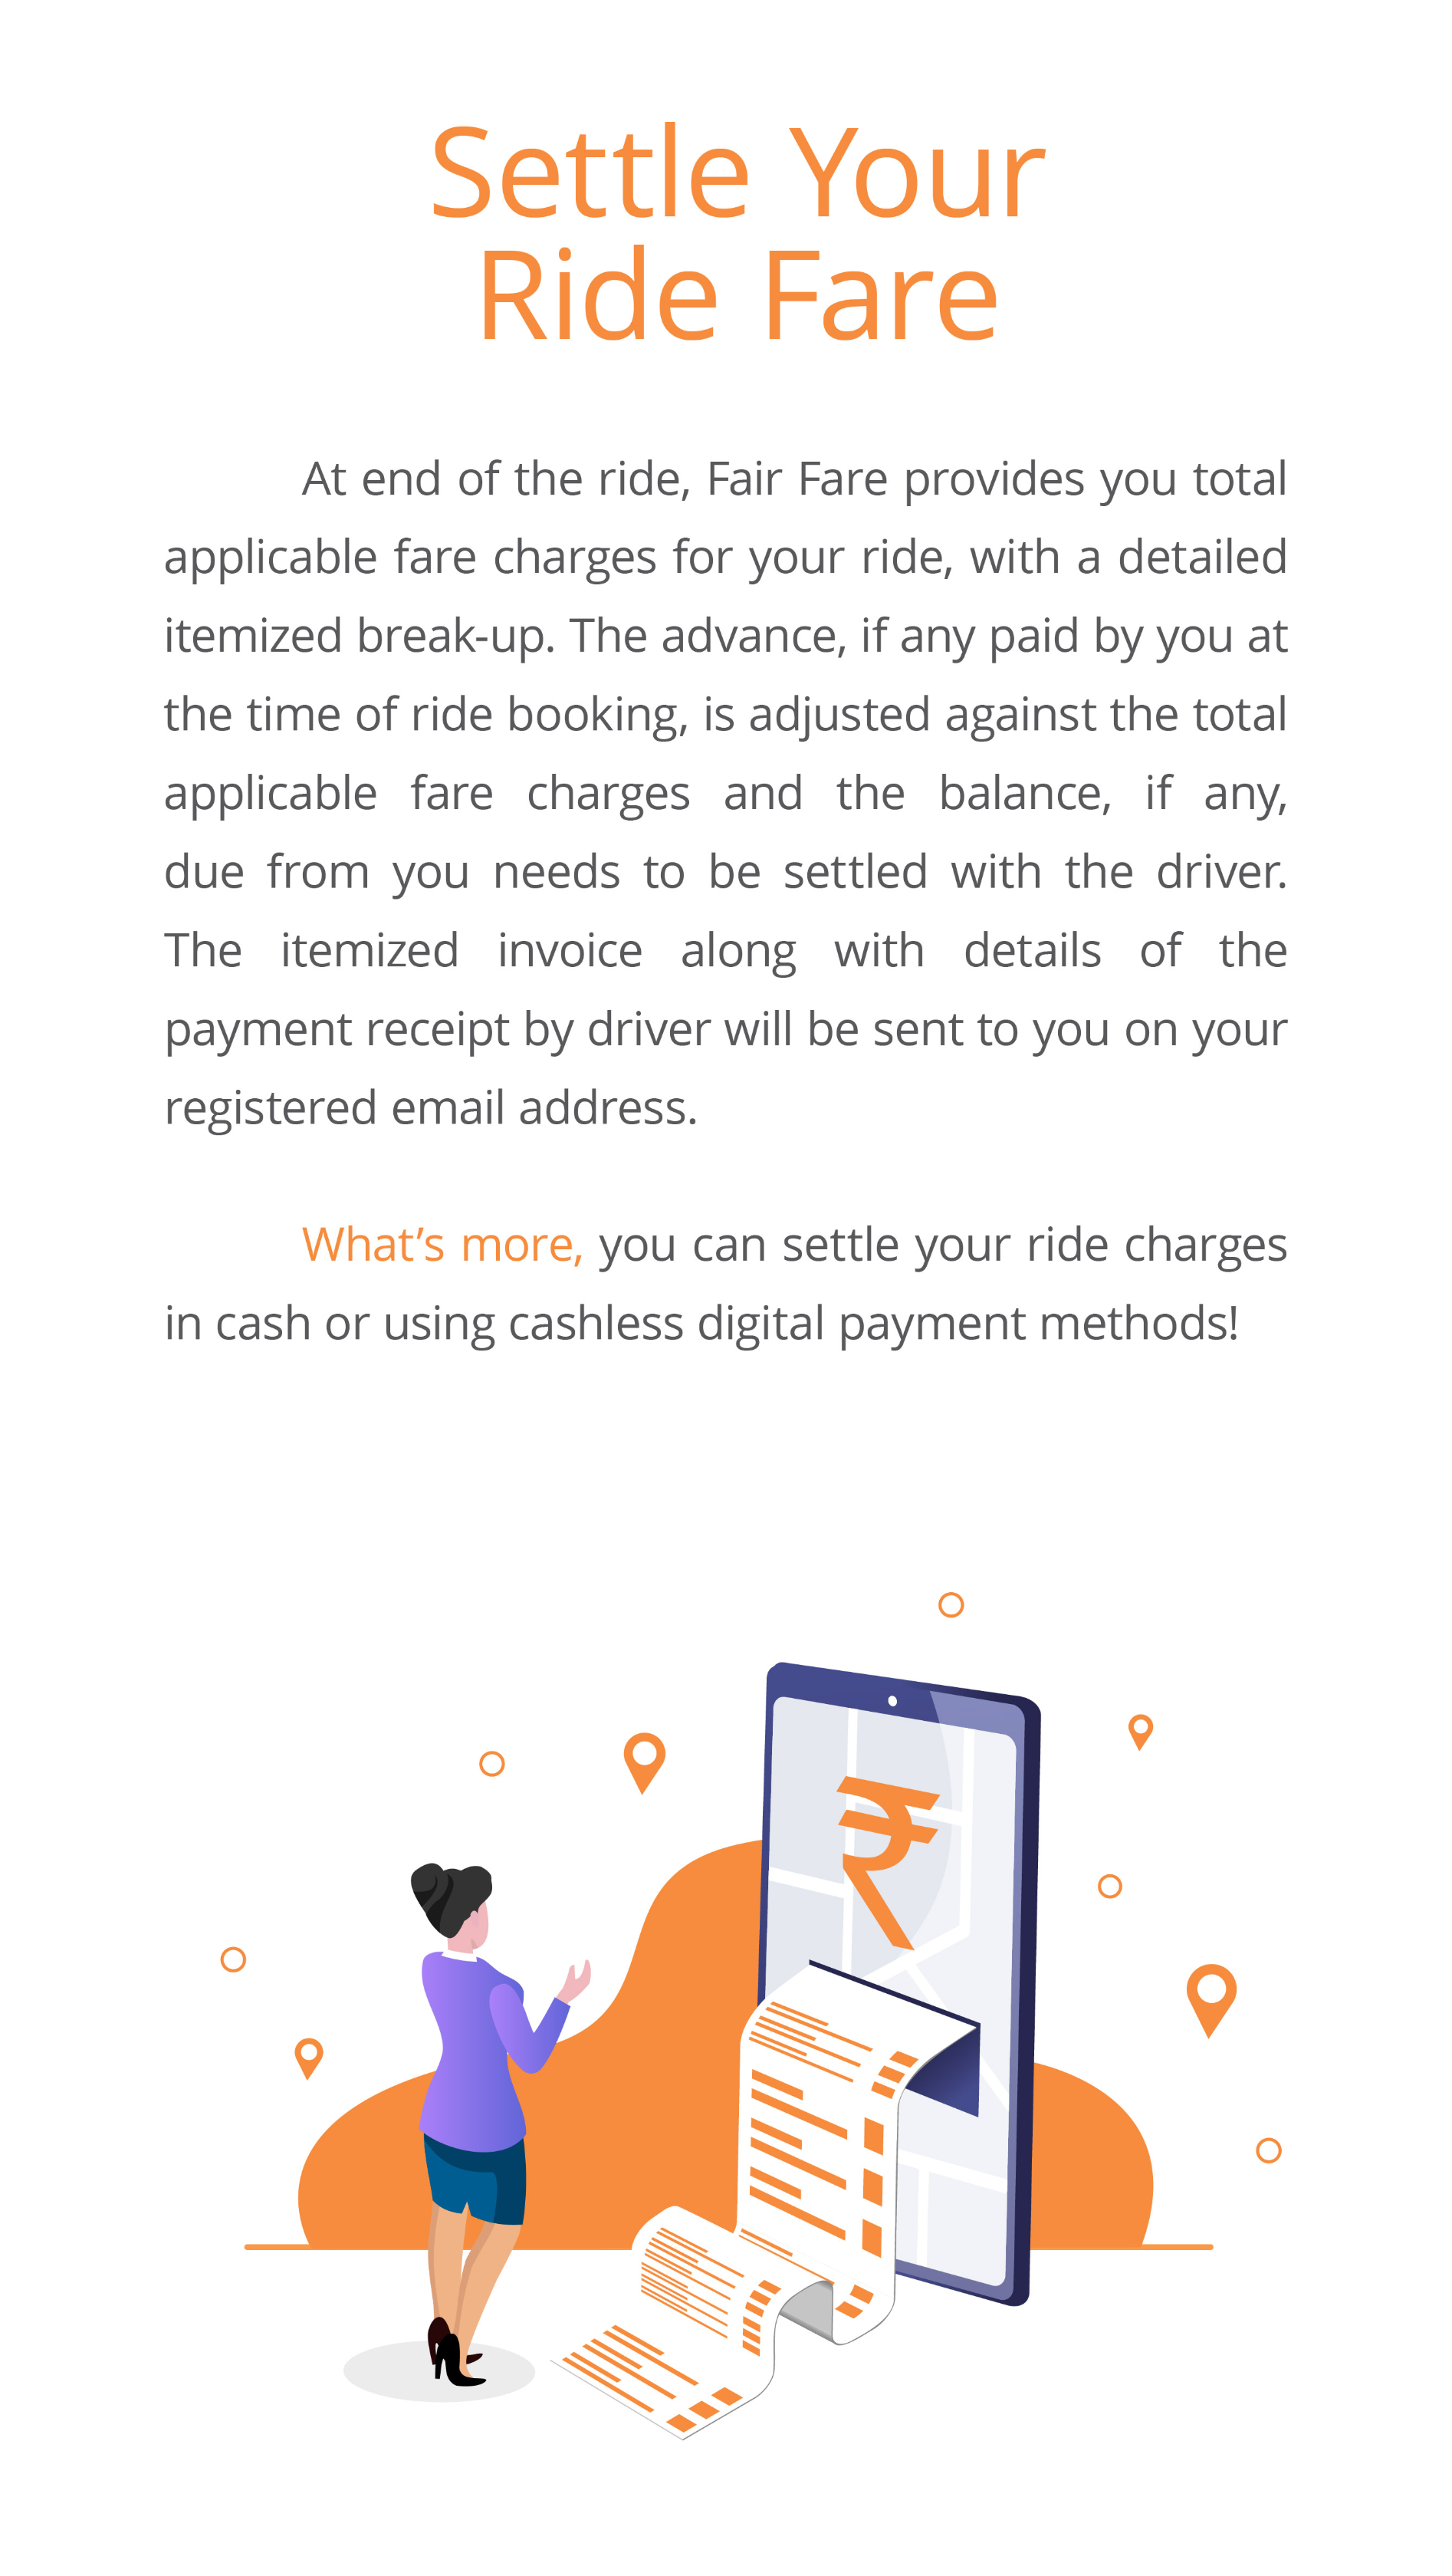 Settle Your
Ride Fare
At end of the ride, Fair Fare provides you total
applicable fare charges for your ride, with a detailed
itemized break-up. The advance, if any paid by you at
the time of ride booking, is adjusted against the total
applicable fare charges and the balance, if any,
due from you needs to be settled with the driver.
The itemized invoice along with details of the
payment receipt by driver will be sent to you on your
registered email address.
What’s more, you can settle your ride charges
in cash or using cashless digital payment methods!
₹